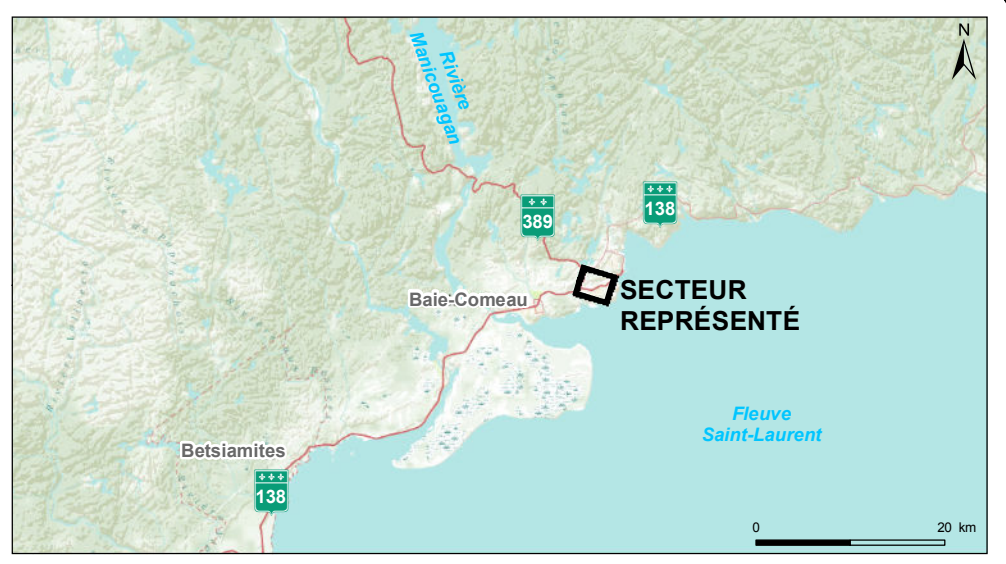 N
Rivière
Manicouagan
389
138
Baie-Comeau
SECTEUR
REPRÉSENTÉ
Fleuve
Saint-Laurent
Betsiamites
138
0 20 km